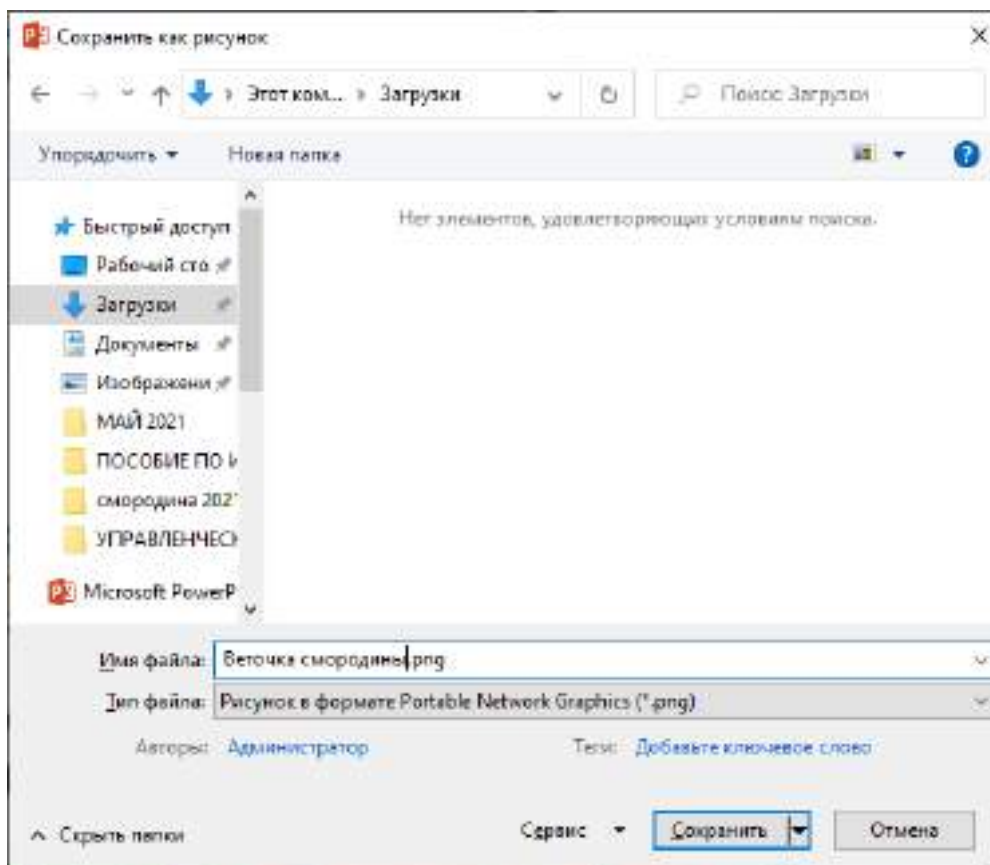 Сохранить как рисунок
Этот ком... Загрузки
Поиск: Загрузки
Упорядочить
Новая папка
Быстрый доступ
Рабочий сто
Загрузки
Документы
Изображени
МАЙ 2021
ПОСОБИЕ ПО И
смородина 2021
УПРАВЛЕНЧЕСК
Microsoft PowerP
Нет элементов, удовлетворяющих условиям поиска.
Имя файла: Веточка смородины.png
Тип файла: Рисунок в формате Portable Network Graphics (*.png)
Авторы: Администратор
Теги: Добавьте ключевое слово
Скрыть папки
Сервис
Сохранить
Отмена